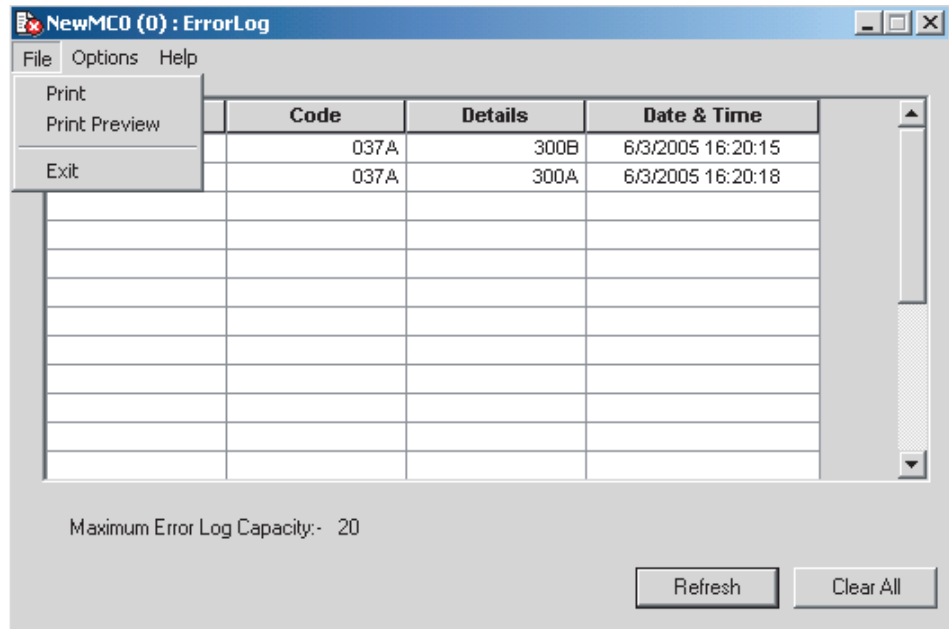 NewMC0 (0) : ErrorLog
File Options Help
Print
Print Preview
Exit
Code Details Date & Time
037A 300B 6/3/2005 16:20:15
037A 300A 6/3/2005 16:20:18
Maximum Error Log Capacity:- 20
Refresh Clear All